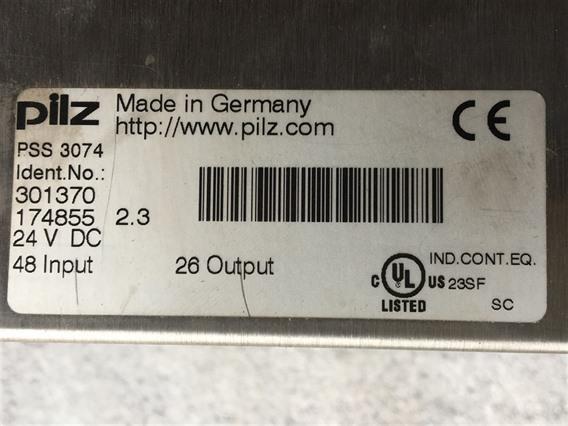 pilz Made in Germany
http://www.pilz.com
CE
PSS 3074
Ident.No.:
301370
174855 2.3
24 V DC
48 Input 26 Output
C UL US LISTED
IND.CONT.EQ.
23SF
SC